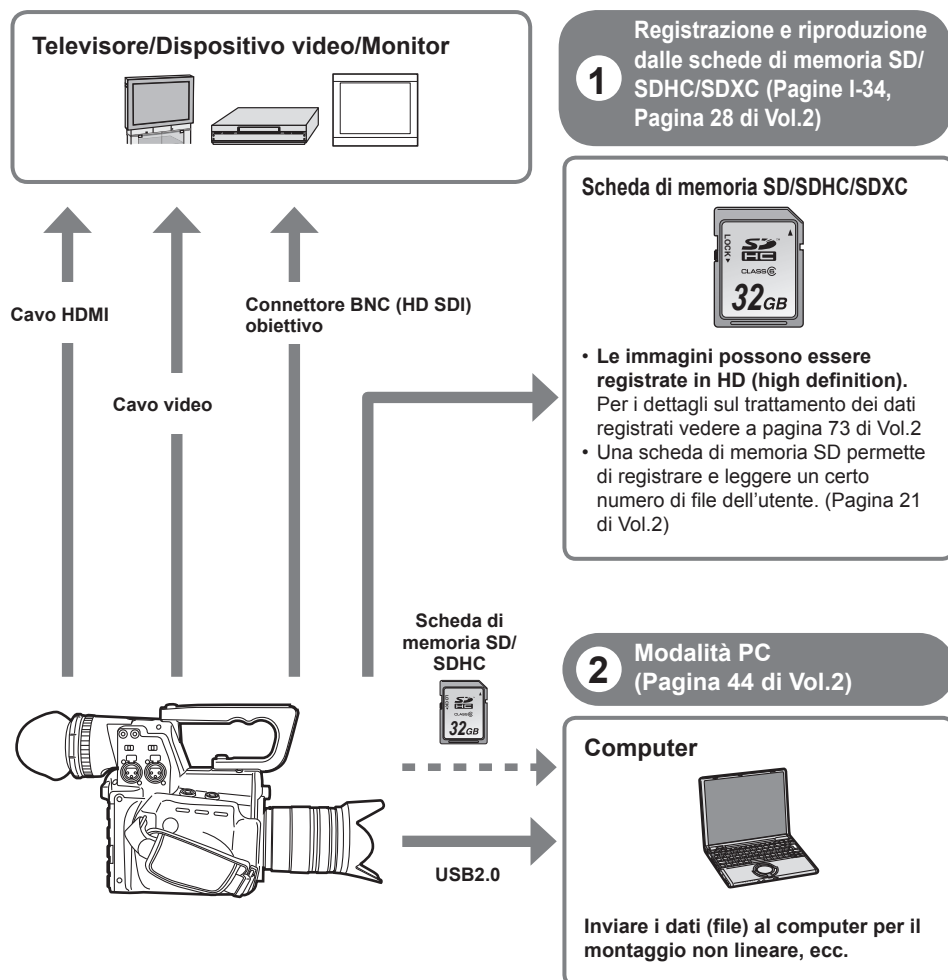 Televisore/Dispositivo video/Monitor
Cavo HDMI
Cavo video
Connettore BNC (HD SDI)
obiettivo
1
Registrazione e riproduzione
dalle schede di memoria SD/
SDHC/SDXC (Pagine I-34,
Pagina 28 di Vol.2)
Scheda di memoria SD/SDHC/SDXC
LOCK
SD
HC
CLASS 6
32GB
• Le immagini possono essere
registrate in HD (high definition).
Per i dettagli sul trattamento dei dati
registrati vedere a pagina 73 di Vol.2
• Una scheda di memoria SD permette
di registrare e leggere un certo
numero di file dell'utente. (Pagina 21
di Vol.2)
Scheda di
memoria SD/
SDHC
LOCK
SD
HC
CLASS 6
32GB
USB2.0
2
Modalità PC
(Pagina 44 di Vol.2)
Computer
Inviare i dati (file) al computer per il
montaggio non lineare, ecc.